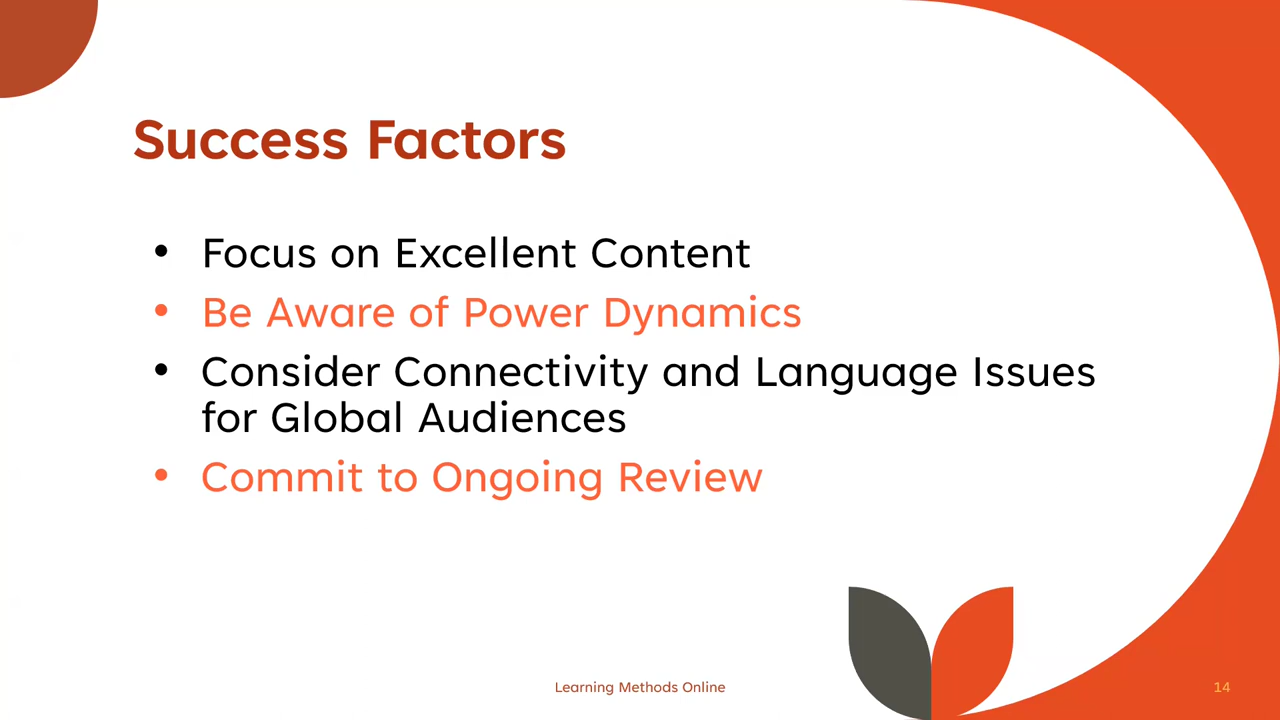 Success Factors
• Focus on Excellent Content
• Be Aware of Power Dynamics
• Consider Connectivity and Language Issues
for Global Audiences
• Commit to Ongoing Review
Learning Methods Online
14